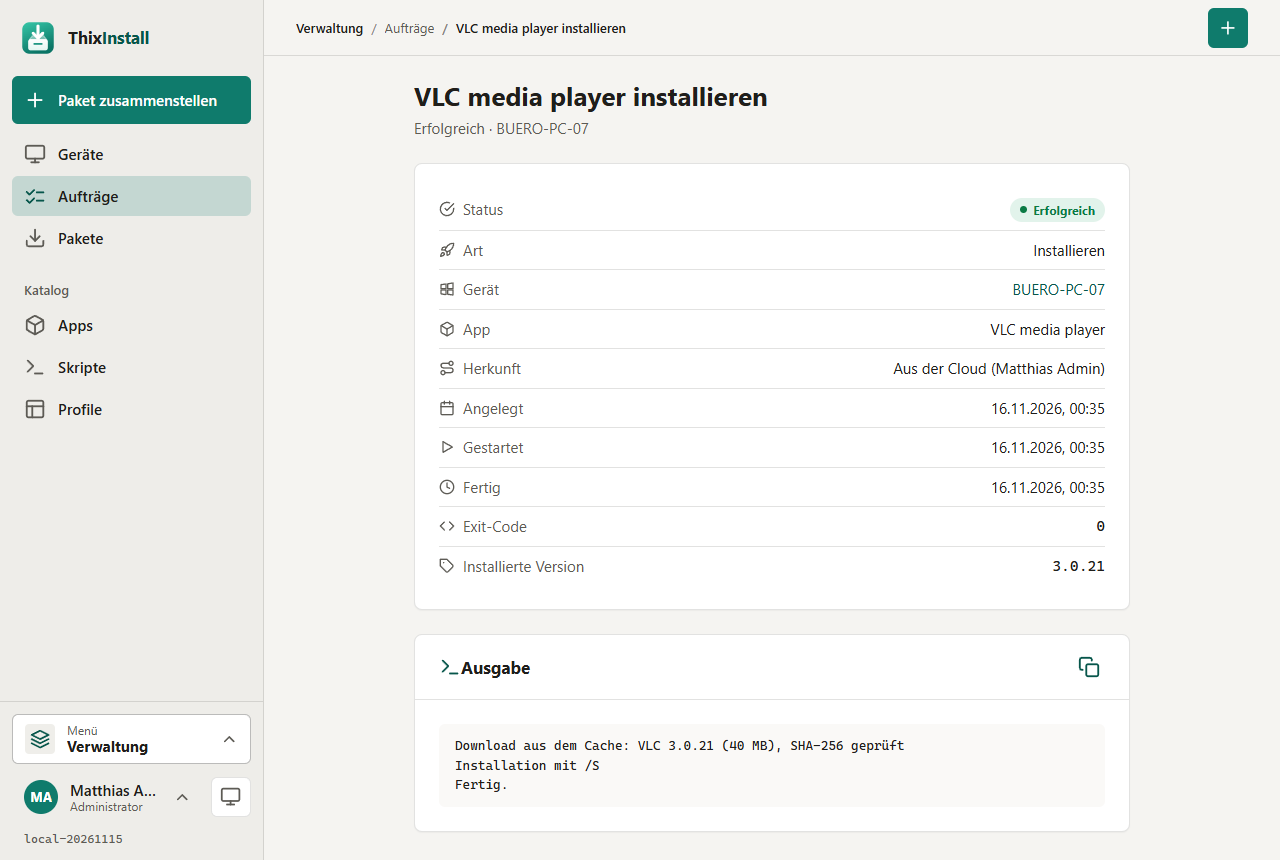 ThixInstall
Paket zusammenstellen
Geräte
Aufträge
Pakete
Katalog
Apps
Skripte
Profile
Menü
Verwaltung
MA
Matthias A...
Administrator
local-20261115
Verwaltung / Aufträge / VLC media player installieren
VLC media player installieren
Erfolgreich · BUERO-PC-07
Status Erfolgreich
Art Installieren
Gerät BUERO-PC-07
App VLC media player
Herkunft Aus der Cloud (Matthias Admin)
Angelegt 16.11.2026, 00:35
Gestartet 16.11.2026, 00:35
Fertig 16.11.2026, 00:35
Exit-Code 0
Installierte Version 3.0.21
Ausgabe
Download aus dem Cache: VLC 3.0.21 (40 MB), SHA-256 geprüft
Installation mit /S
Fertig.